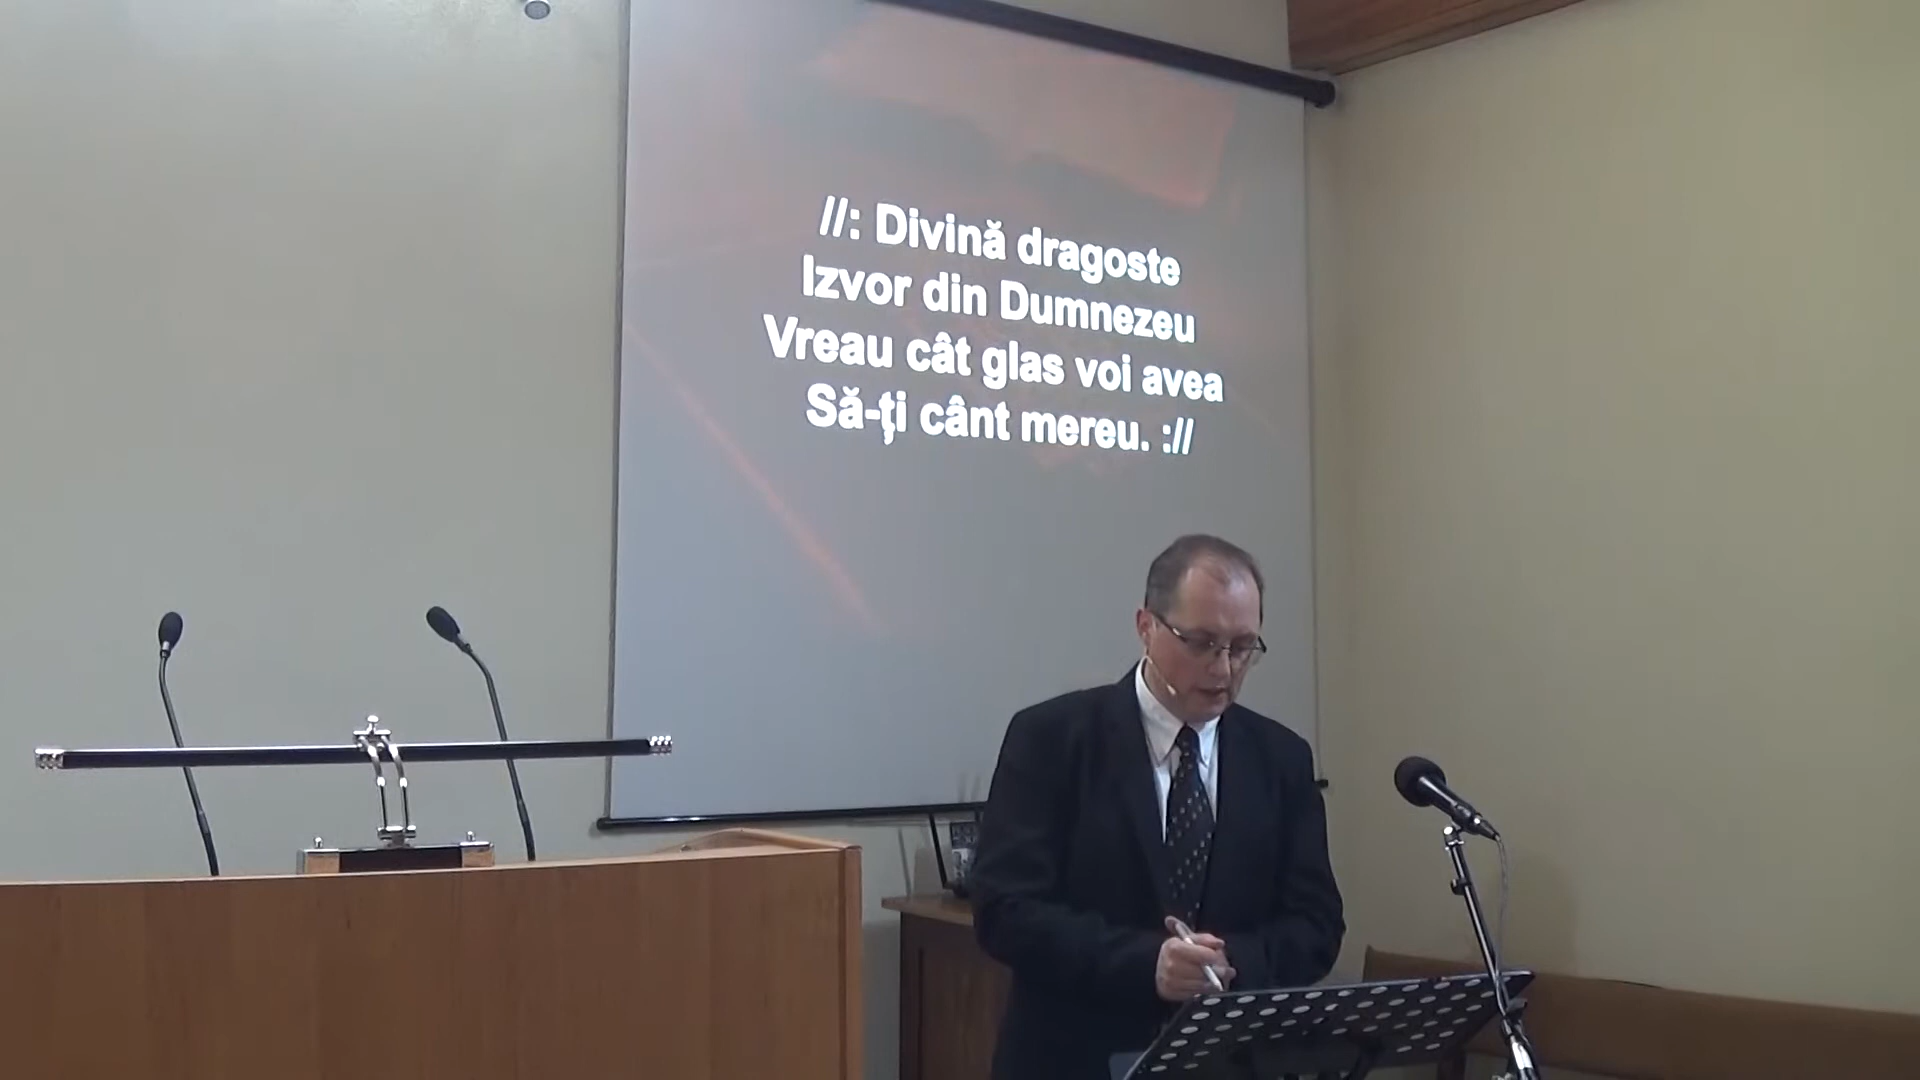 //: Divină dragoste
Izvor din Dumnezeu
Vreau cât glas voi avea
Să-ți cânt mereu. ://